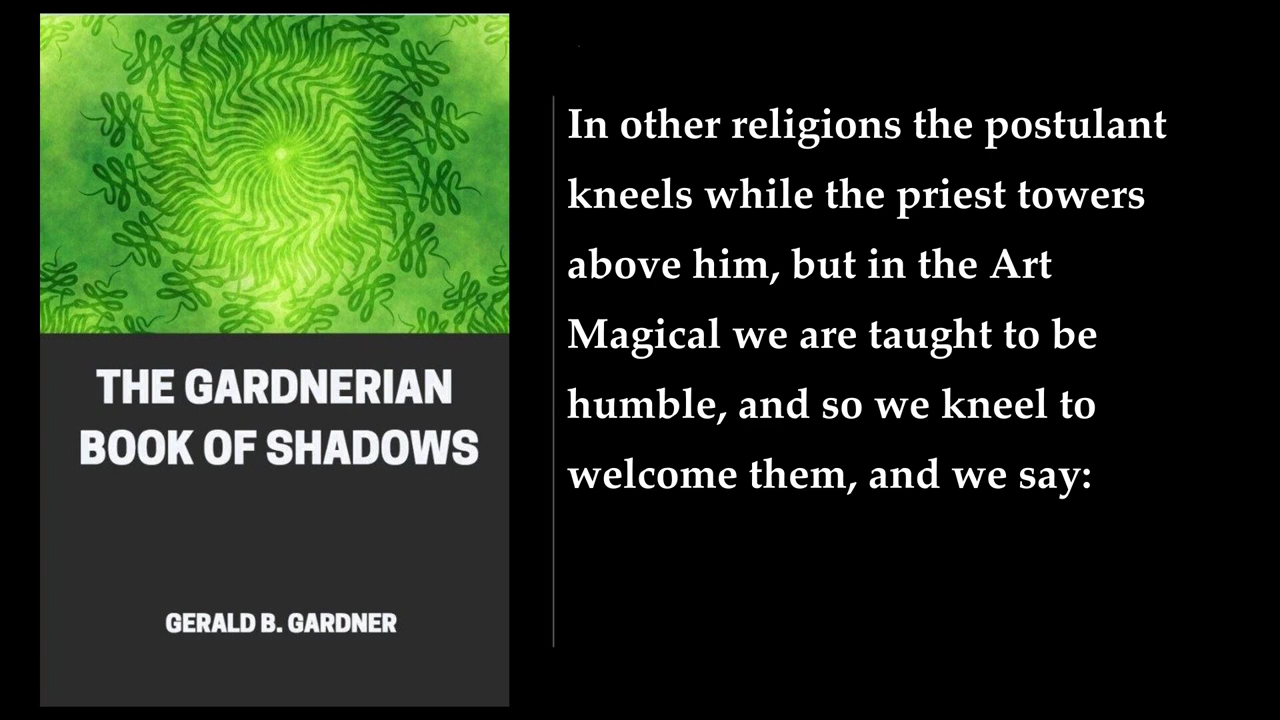 THE GARDNERIAN
BOOK OF SHADOWS
GERALD B. GARDNER
In other religions the postulant
kneels while the priest towers
above him, but in the Art
Magical we are taught to be
humble, and so we kneel to
welcome them, and we say: